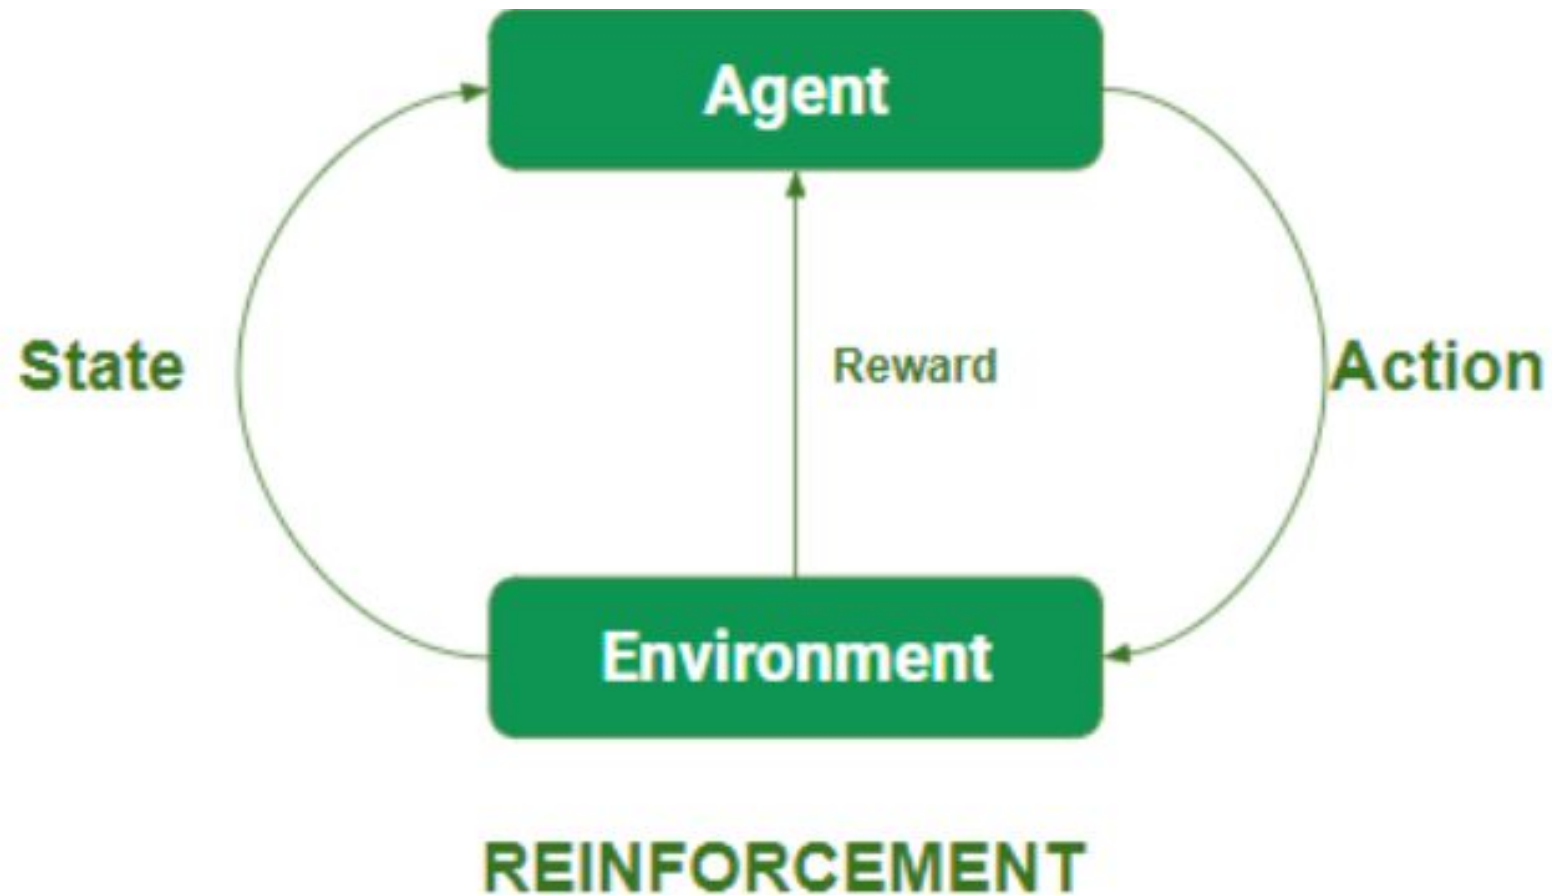 Agent
State
Reward
Action
Environment
REINFORCEMENT